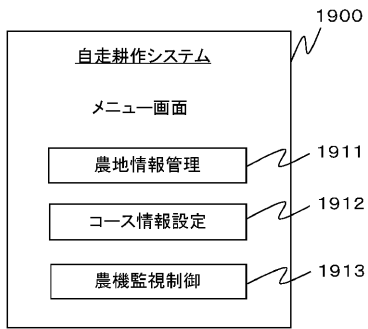 1900
自走耕作システム
メニュー画面
農地情報管理
1911
コース情報設定
1912
農機監視制御
1913